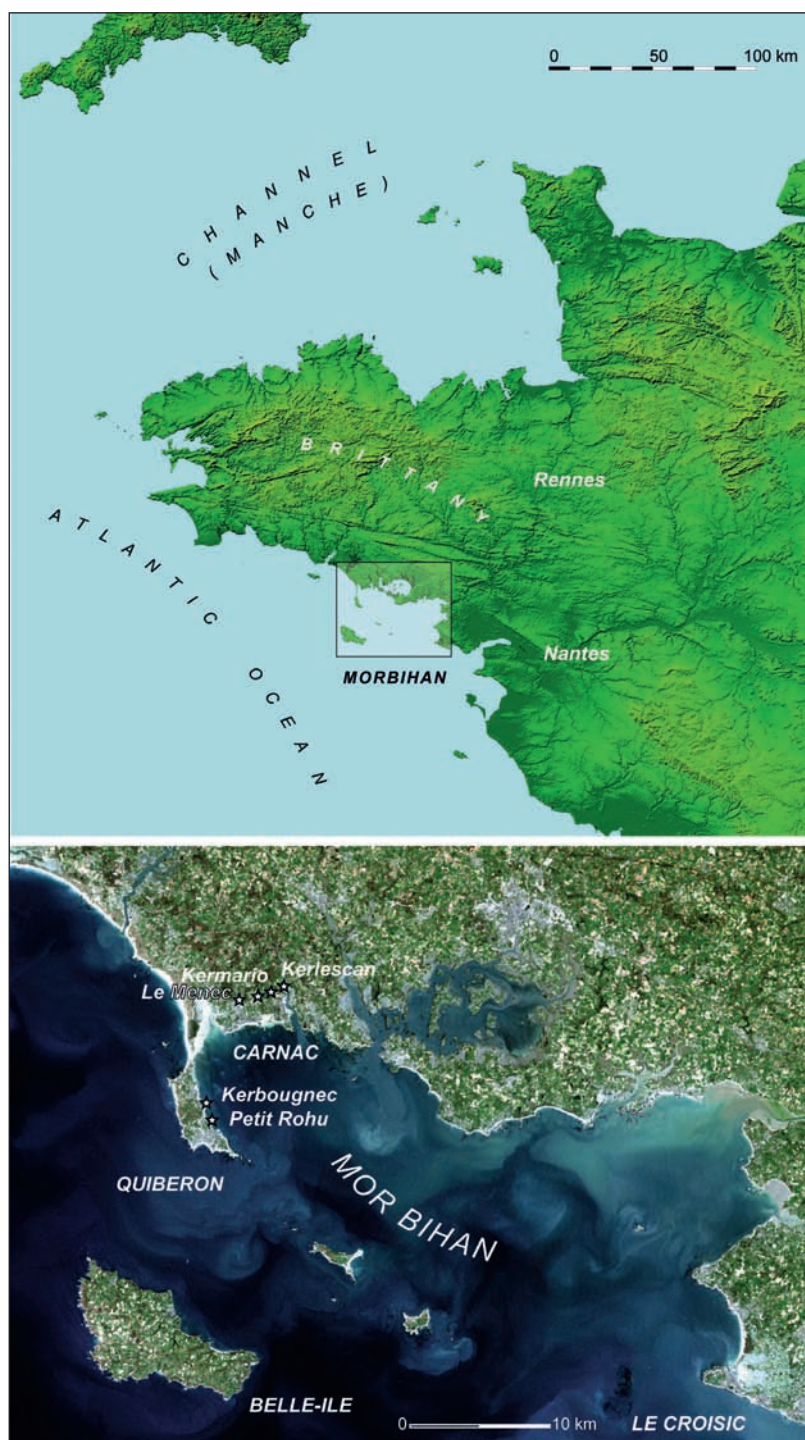 0 50 100 km
CHANNEL
(MANCHE)
BRITTANY
Rennes
ATLANTIC OCEAN
Nantes
MORBIHAN
Kermario Kerlescan
Le Menec
CARNAC
Kerbougnec
Petit Rohu
MOR BIHAN
QUIBERON
BELLE-ILE
0 10 km
LE CROISIC